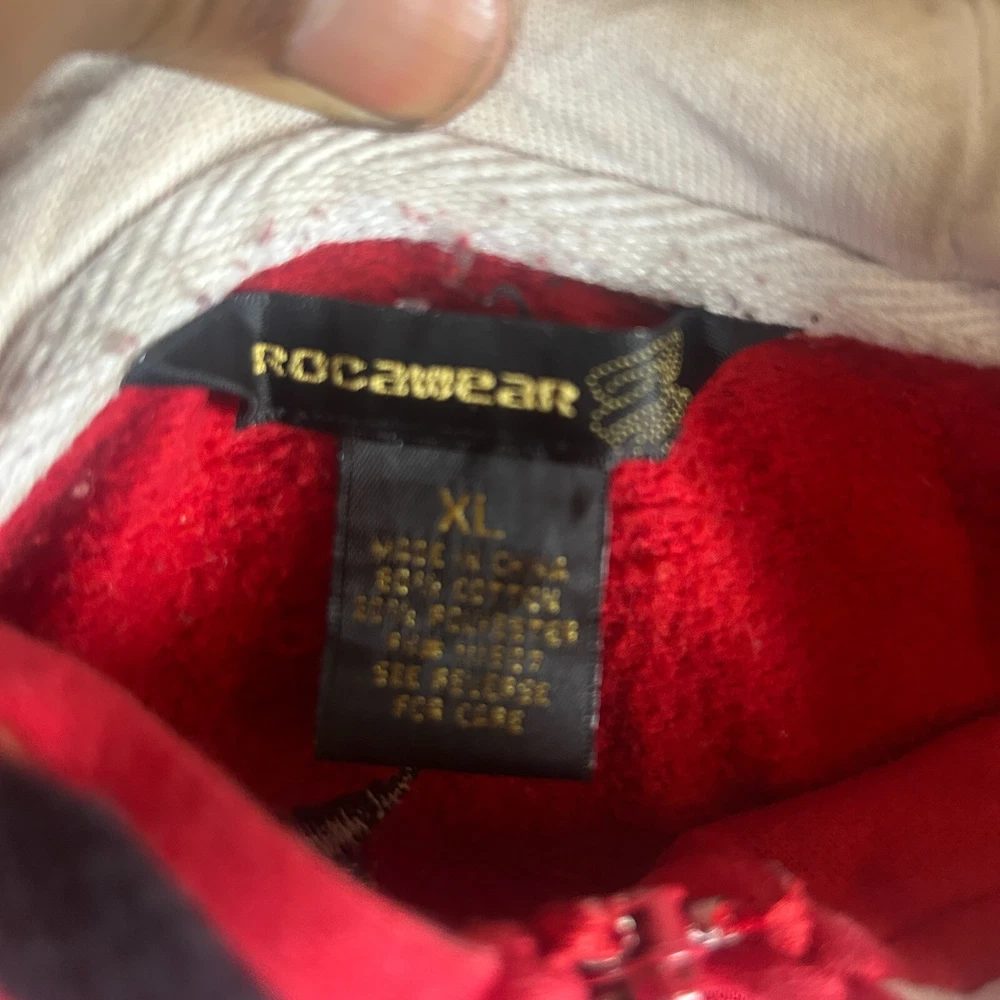 ROCAWEAR
XL
MADE IN CHINA
80% COTTON
20% POLYESTER
SEE REVERSE
FOR CARE